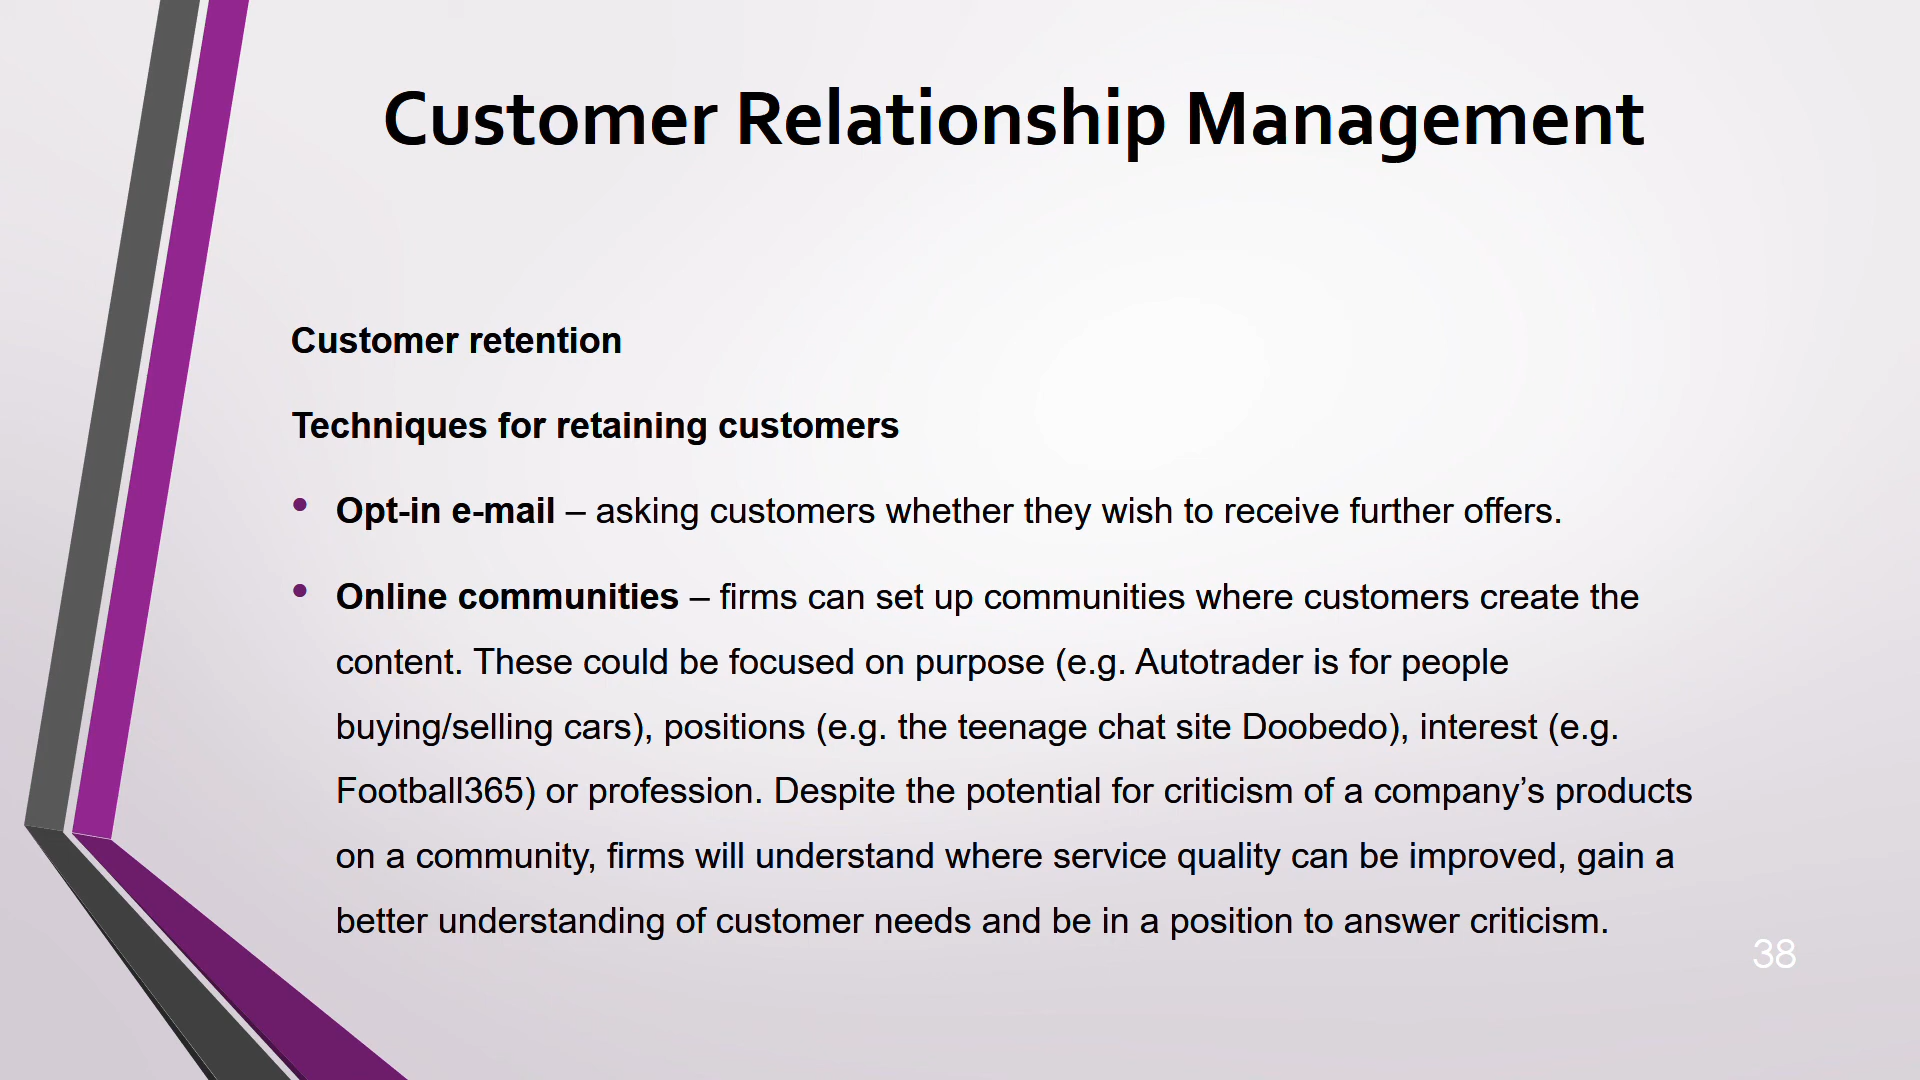 Customer Relationship Management
Customer retention
Techniques for retaining customers
• Opt-in e-mail – asking customers whether they wish to receive further offers.
• Online communities – firms can set up communities where customers create the
content. These could be focused on purpose (e.g. Autotrader is for people
buying/selling cars), positions (e.g. the teenage chat site Doobedo), interest (e.g.
Football365) or profession. Despite the potential for criticism of a company’s products
on a community, firms will understand where service quality can be improved, gain a
better understanding of customer needs and be in a position to answer criticism.
38